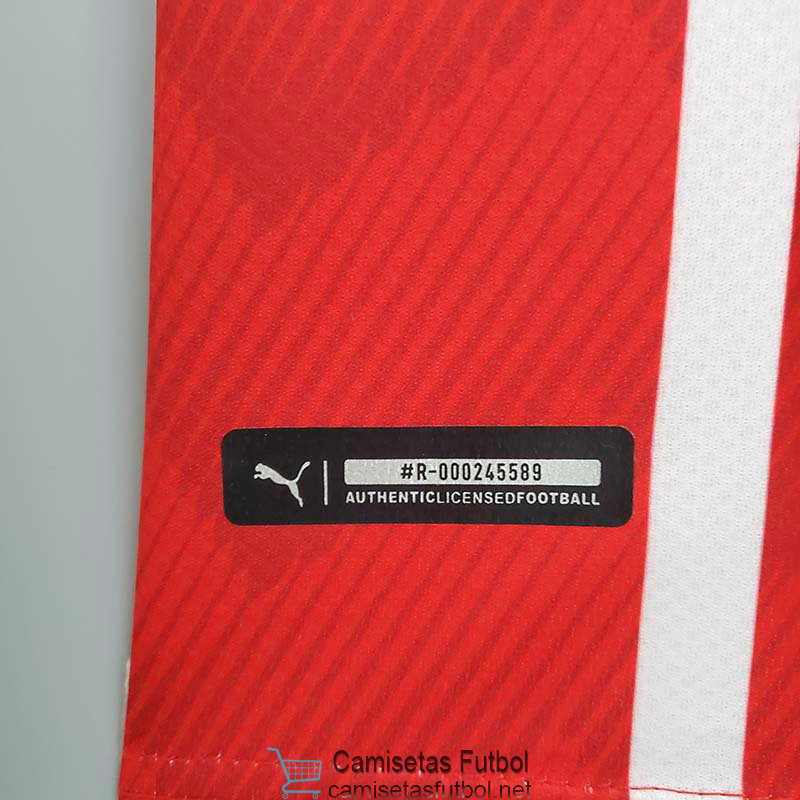 #R-000245589
AUTHENTICLICENSEDFOOTBALL
Camisetas Futbol
camisetasfutbol.net